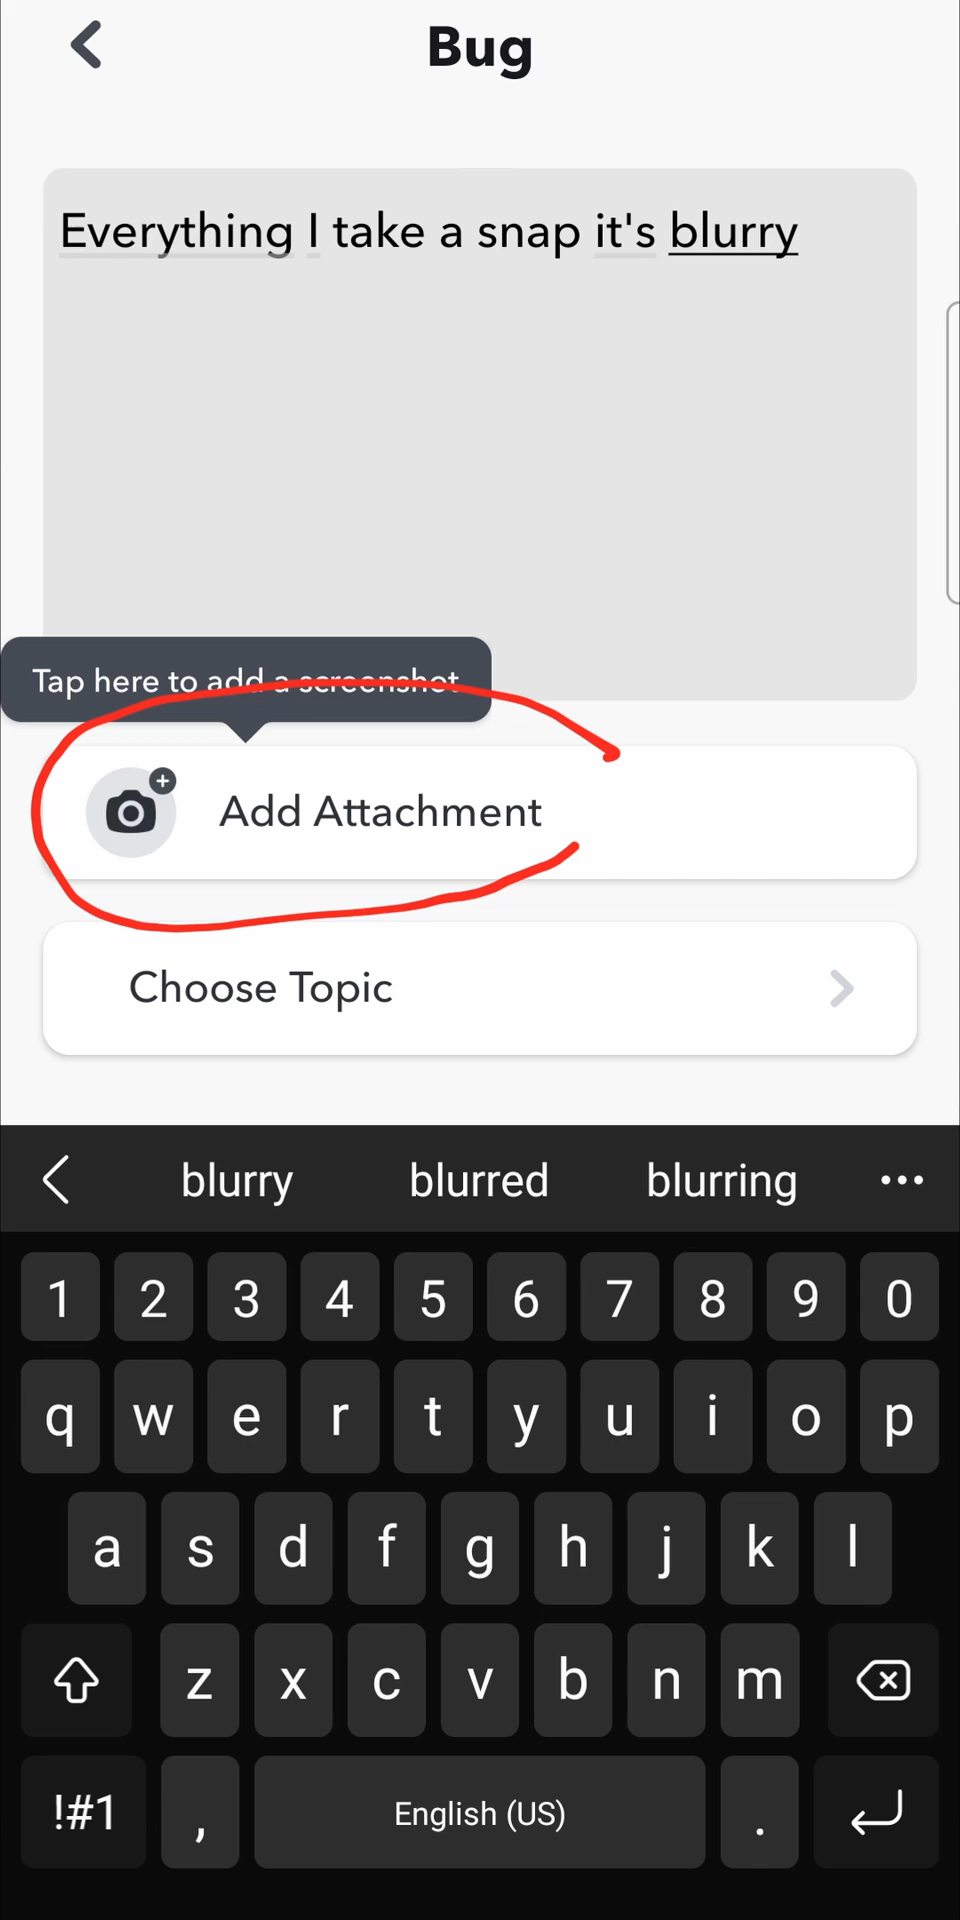 Bug
Everything I take a snap it's blurry
Tap here to add a screenshot
Add Attachment
Choose Topic
blurry blurred blurring
1 2 3 4 5 6 7 8 9 0
q w e r t y u i o p
a s d f g h j k l
z x c v b n m
!#1 , English (US) .